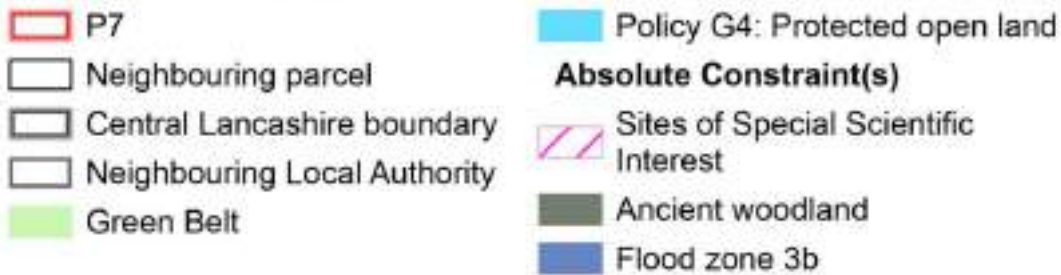 P7
Neighbouring parcel
Central Lancashire boundary
Neighbouring Local Authority
Green Belt
Policy G4: Protected open land
Absolute Constraint(s)
Sites of Special Scientific
Interest
Ancient woodland
Flood zone 3b